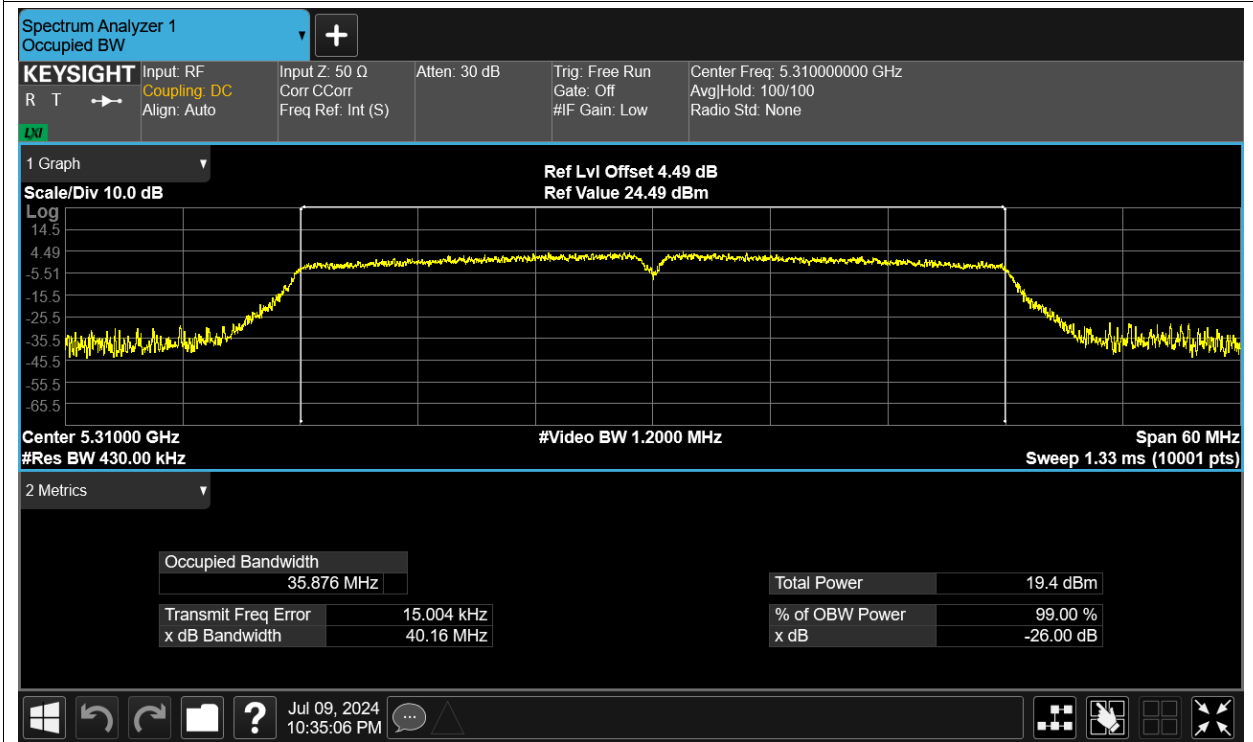 Spectrum Analyzer 1
Occupied BW
KEYSIGHT Input: RF Input Z: 50 Ω Atten: 30 dB Trig: Free Run Center Freq: 5.310000000 GHz
R T Coupling: DC Corr CCorr Gate: Off Avg|Hold: 100/100
Align: Auto Freq Ref: Int (S) #IF Gain: Low Radio Std: None
LXI
1 Graph Ref Lvl Offset 4.49 dB
Scale/Div 10.0 dB Ref Value 24.49 dBm
Log
14.5
4.49
-5.51
-15.5
-25.5
-35.5
-45.5
-55.5
-65.5
Center 5.31000 GHz #Video BW 1.2000 MHz Span 60 MHz
#Res BW 430.00 kHz Sweep 1.33 ms (10001 pts)
2 Metrics
Occupied Bandwidth
35.876 MHz Total Power 19.4 dBm
Transmit Freq Error 15.004 kHz % of OBW Power 99.00 %
x dB Bandwidth 40.16 MHz x dB -26.00 dB
? Jul 09, 2024
10:35:06 PM